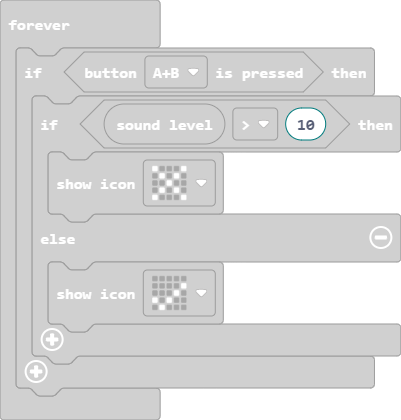 forever
if button A+B is pressed then
if sound level > 10 then
show icon
else
show icon